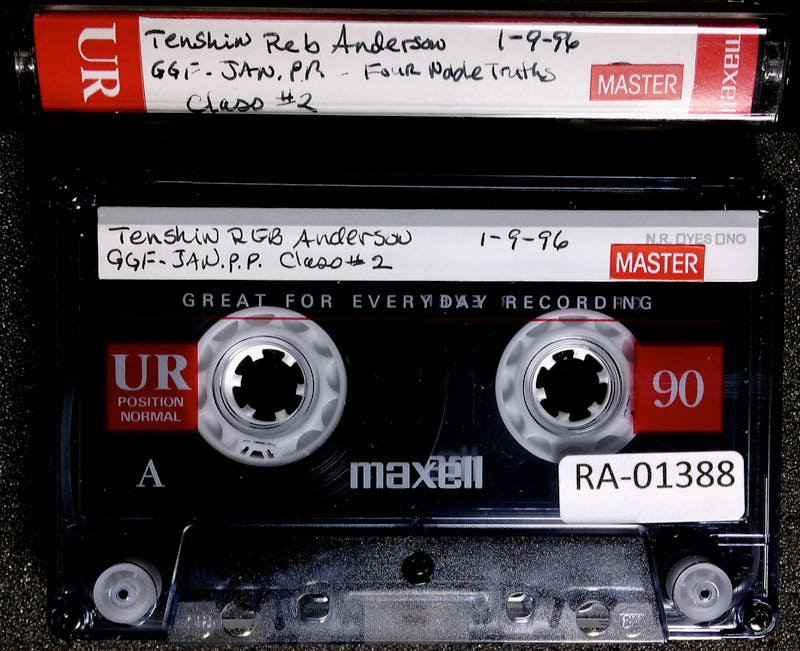 UR
Tenshin Reb Anderson 1-9-96
GGF - JAN. P.P. - Four Noble Truths
Class #2
MASTER
maxell
Tenshin REB Anderson 1-9-96
GGF - JAN. P.P. Class #2
N.R. □YES □NO
MASTER
GREAT FOR EVERYDAY RECORDING
UR
POSITION
NORMAL
90
A
maxell
RA-01388